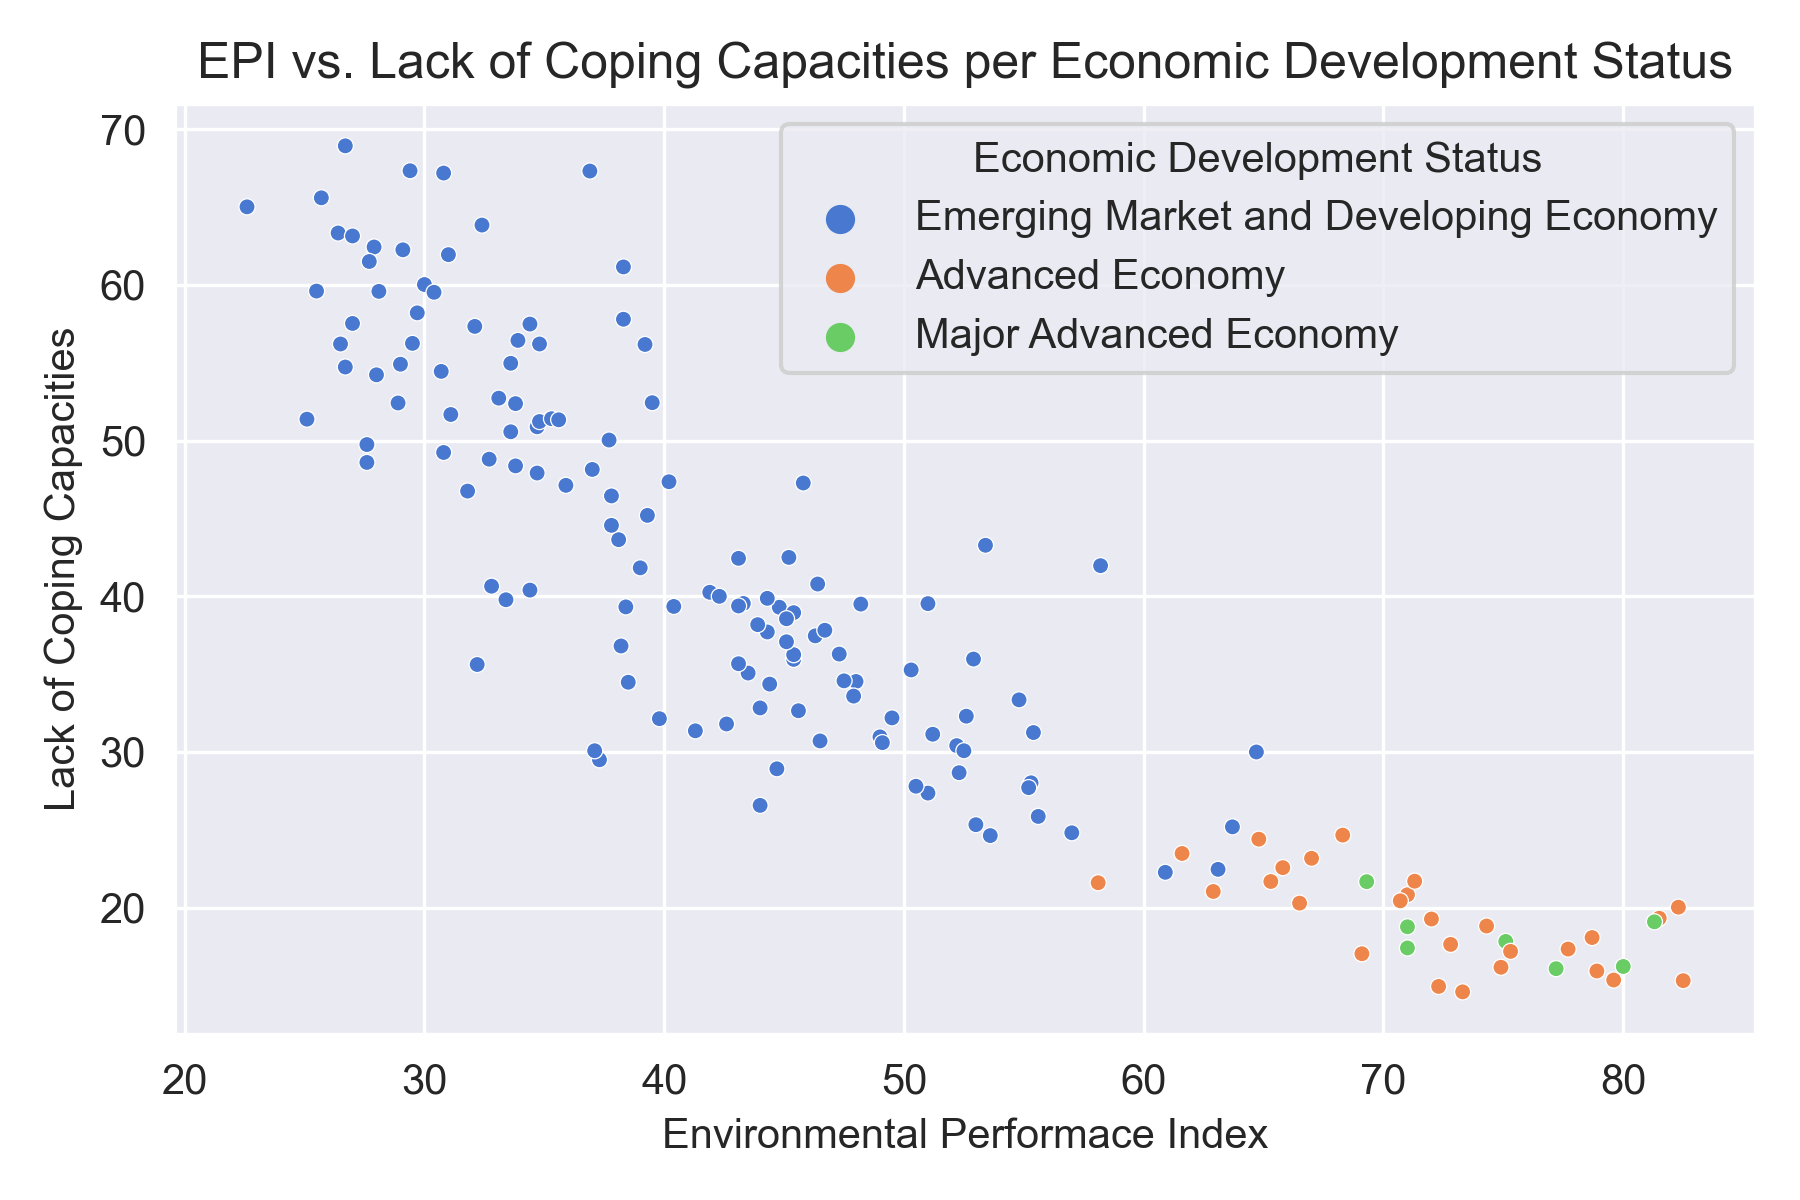 EPI vs. Lack of Coping Capacities per Economic Development Status
Economic Development Status
Emerging Market and Developing Economy
Advanced Economy
Major Advanced Economy
Lack of Coping Capacities
70
60
50
40
30
20
20 30 40 50 60 70 80
Environmental Performace Index